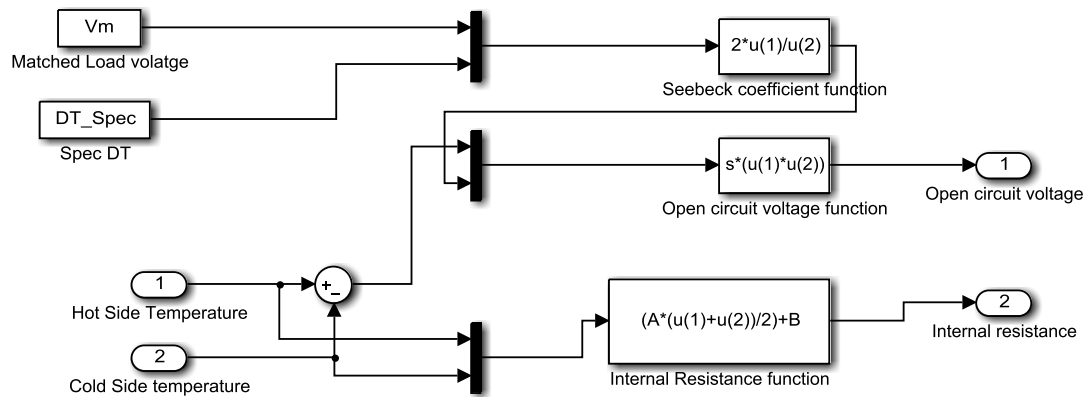 Vm
Matched Load volatge
2*u(1)/u(2)
Seebeck coefficient function
DT_Spec
Spec DT
s*(u(1)*u(2))
Open circuit voltage function
1
Open circuit voltage
1
Hot Side Temperature
+
_
2
Cold Side temperature
(A*(u(1)+u(2))/2)+B
Internal Resistance function
2
Internal resistance